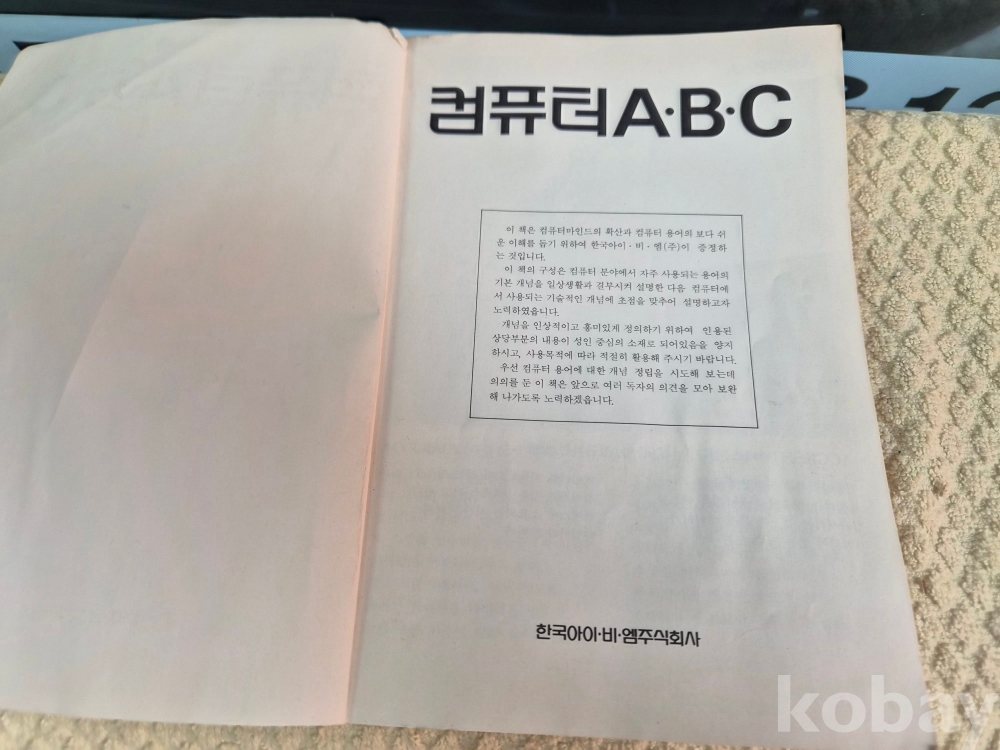 컴퓨터A·B·C
이 책은 컴퓨터마인드의 확산과 컴퓨터 용어의 보다 쉬
운 이해를 돕기 위하여 한국아이·비·엠(주)이 증정하
는 것입니다.
이 책의 구성은 컴퓨터 분야에서 자주 사용되는 용어의
기본 개념을 일상생활과 결부시켜 설명한 다음 컴퓨터에
서 사용되는 기술적인 개념에 초점을 맞추어 설명하고자
노력하였읍니다.
개념을 인상적이고 흥미있게 정의하기 위하여 인용된
상당부분의 내용이 성인 중심의 소재로 되어있음을 양지
하시고, 사용목적에 따라 적절히 활용해 주시기 바랍니다.
우선 컴퓨터 용어에 대한 개념 정립을 시도해 보는데
의의를 둔 이 책은 앞으로 여러 독자의 의견을 모아 보완
해 나가도록 노력하겠읍니다.
한국아이·비·엠주식회사
kobay